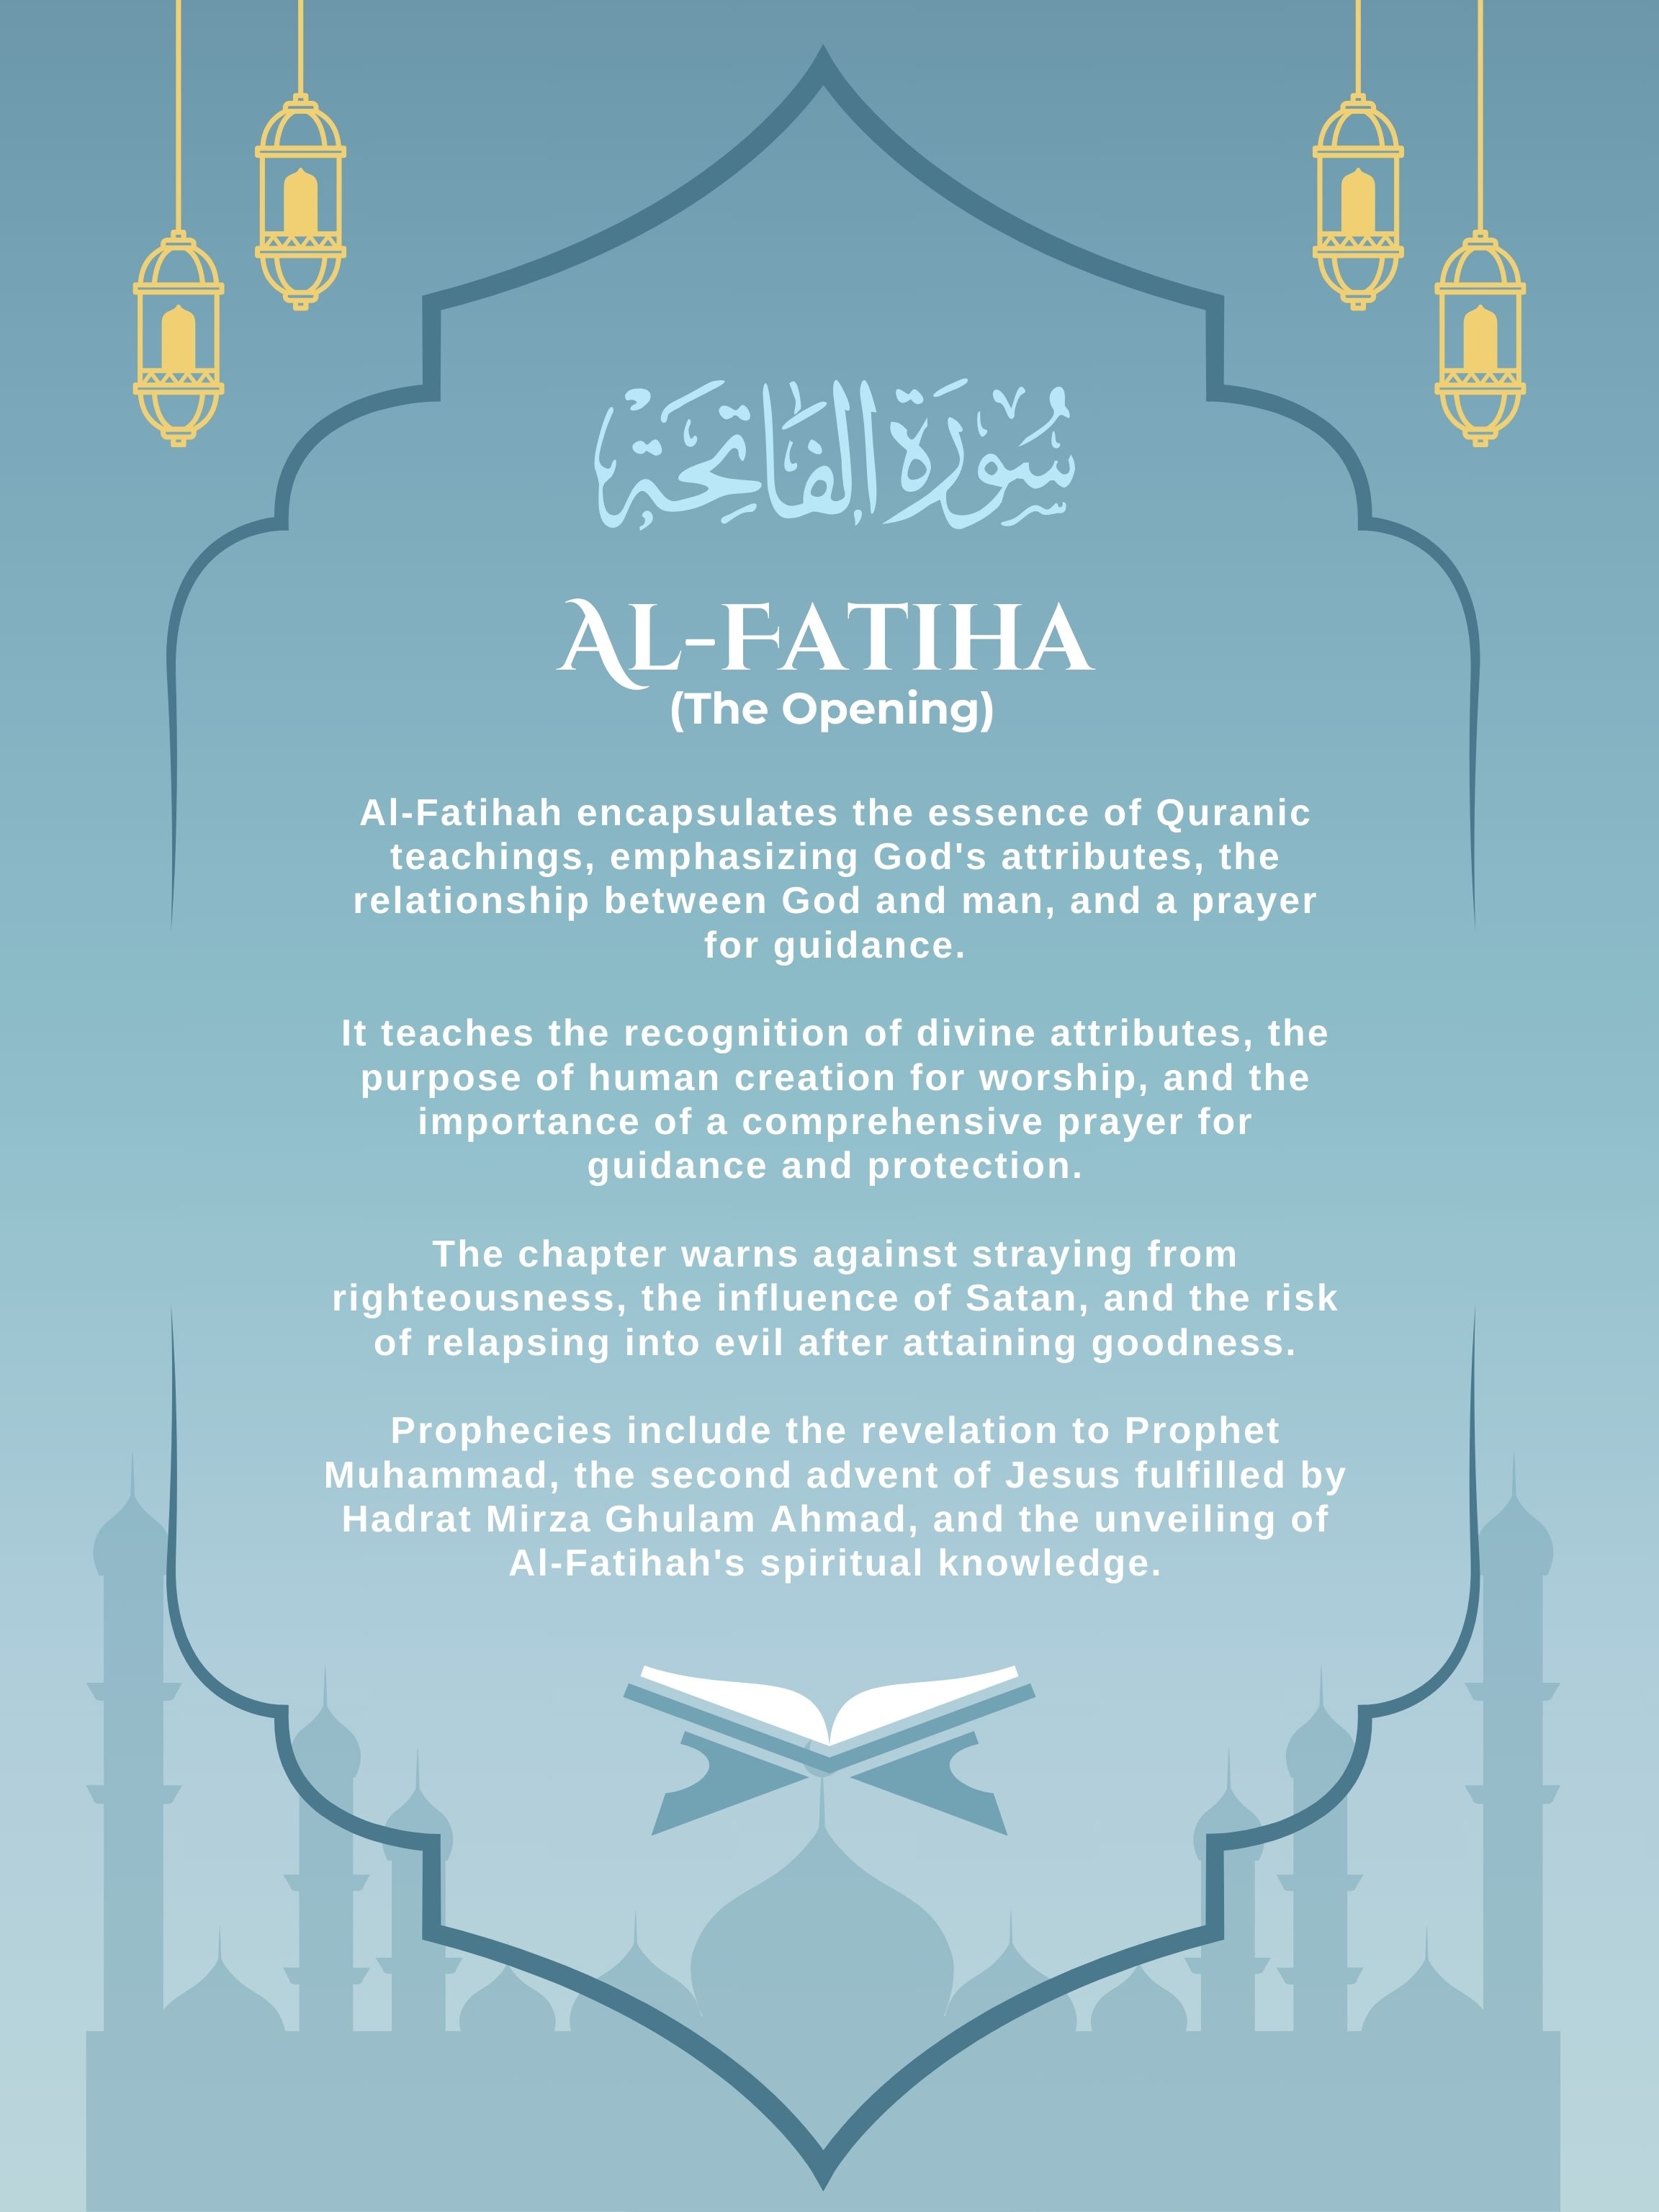 سُورَةُ الفَاتِحَة
AL-FATIHA
(The Opening)
Al-Fatihah encapsulates the essence of Quranic
teachings, emphasizing God's attributes, the
relationship between God and man, and a prayer
for guidance.
It teaches the recognition of divine attributes, the
purpose of human creation for worship, and the
importance of a comprehensive prayer for
guidance and protection.
The chapter warns against straying from
righteousness, the influence of Satan, and the risk
of relapsing into evil after attaining goodness.
Prophecies include the revelation to Prophet
Muhammad, the second advent of Jesus fulfilled by
Hadrat Mirza Ghulam Ahmad, and the unveiling of
Al-Fatihah's spiritual knowledge.